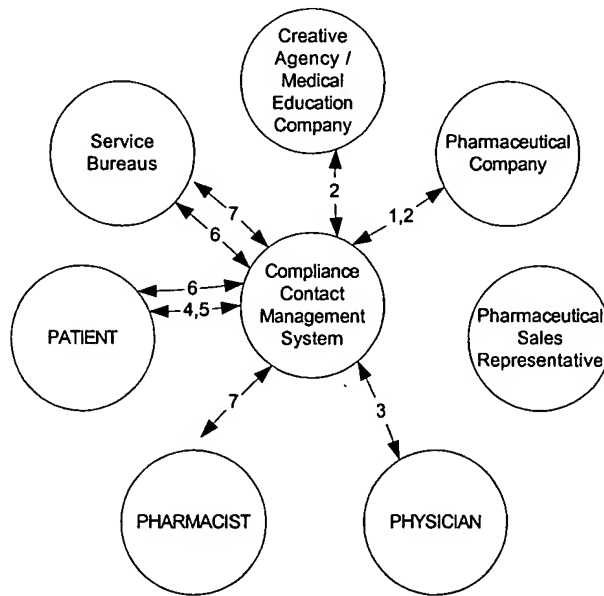 Creative
Agency /
Medical
Education
Company
Service
Bureaus
Pharmaceutical
Company
2
1,2
7
6
Compliance
Contact
Management
System
6
4,5
PATIENT
Pharmaceutical
Sales
Representative
7
3
PHARMACIST
PHYSICIAN